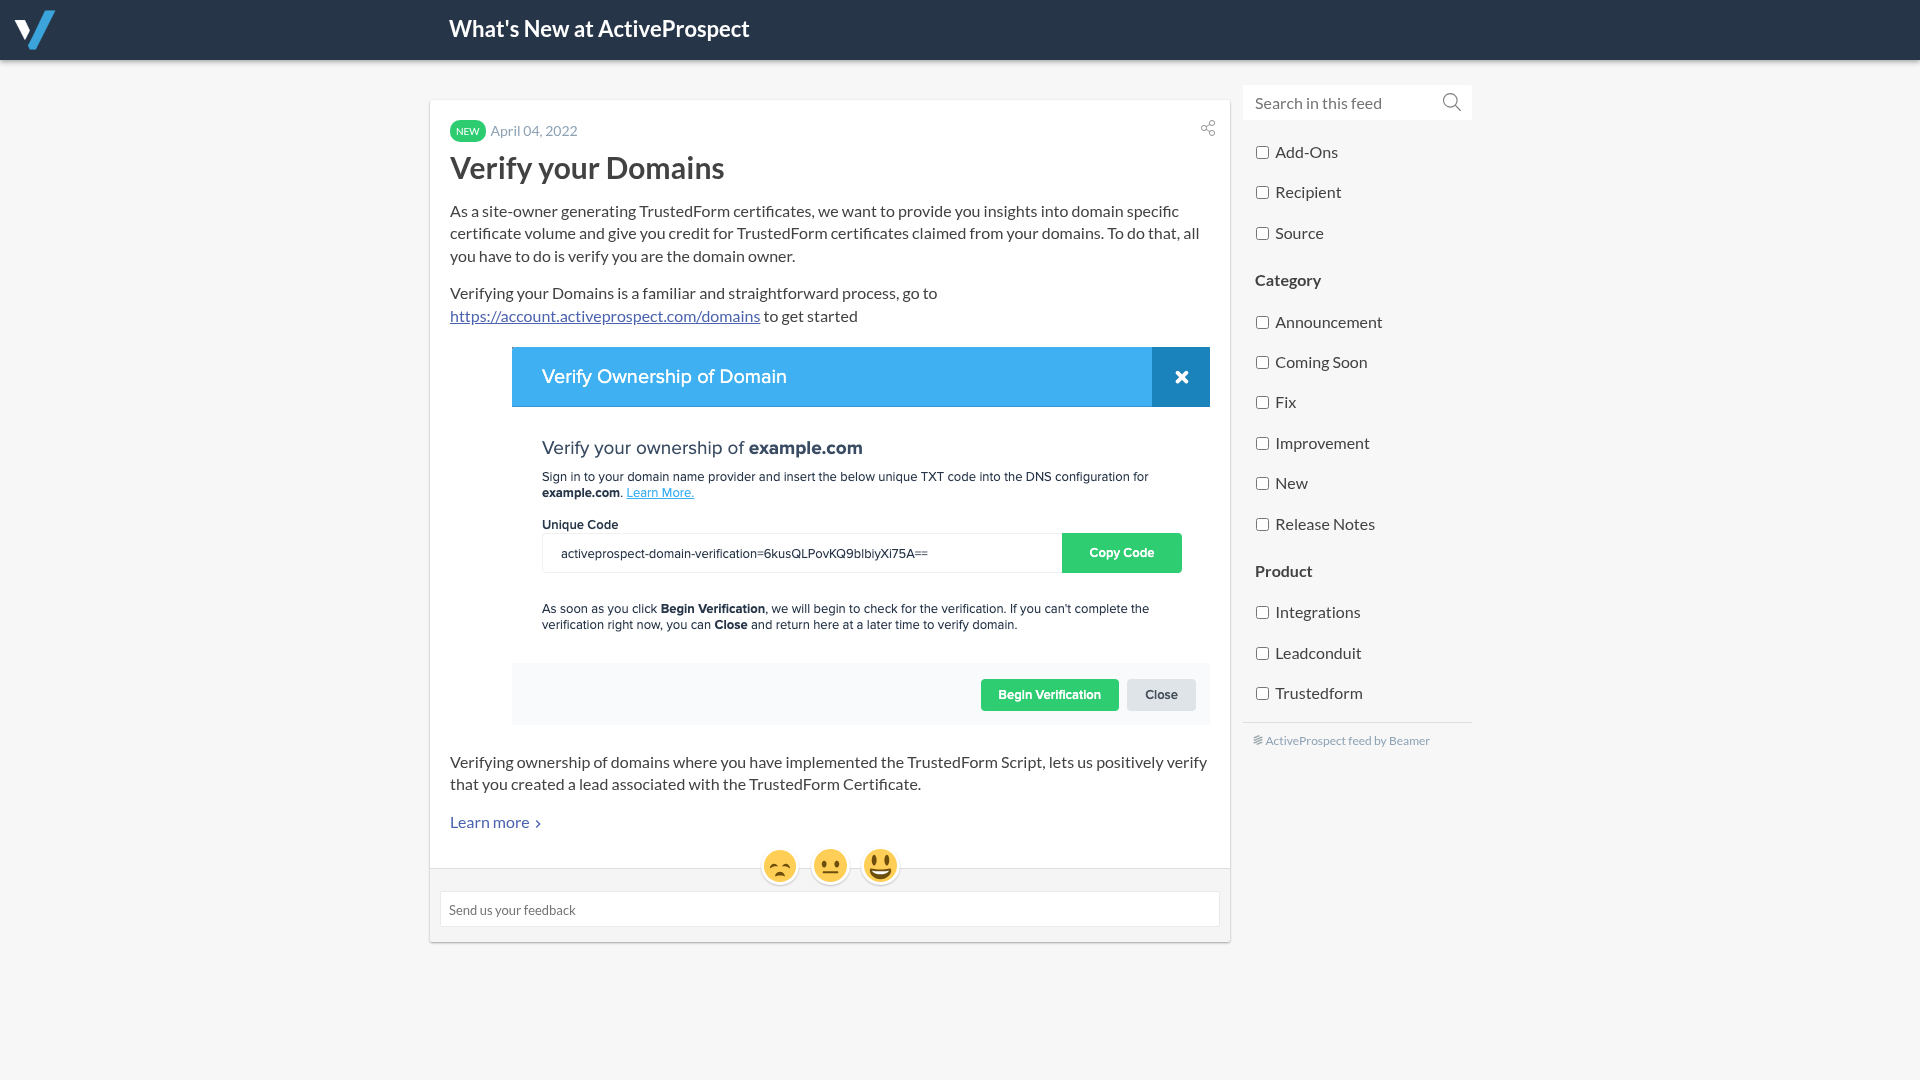 What's New at ActiveProspect
NEW April 04, 2022
Verify your Domains
As a site-owner generating TrustedForm certificates, we want to provide you insights into domain specific
certificate volume and give you credit for TrustedForm certificates claimed from your domains. To do that, all
you have to do is verify you are the domain owner.
Verifying your Domains is a familiar and straightforward process, go to
https://account.activeprospect.com/domains to get started
Verify Ownership of Domain
Verify your ownership of example.com
Sign in to your domain name provider and insert the below unique TXT code into the DNS configuration for
example.com. Learn More.
Unique Code
activeprospect-domain-verification=6kusQLPovKQ9bIbiyXi75A==
Copy Code
As soon as you click Begin Verification, we will begin to check for the verification. If you can't complete the
verification right now, you can Close and return here at a later time to verify domain.
Begin Verification
Close
Verifying ownership of domains where you have implemented the TrustedForm Script, lets us positively verify
that you created a lead associated with the TrustedForm Certificate.
Learn more
Send us your feedback
Search in this feed
Add-Ons
Recipient
Source
Category
Announcement
Coming Soon
Fix
Improvement
New
Release Notes
Product
Integrations
Leadconduit
Trustedform
ActiveProspect feed by Beamer